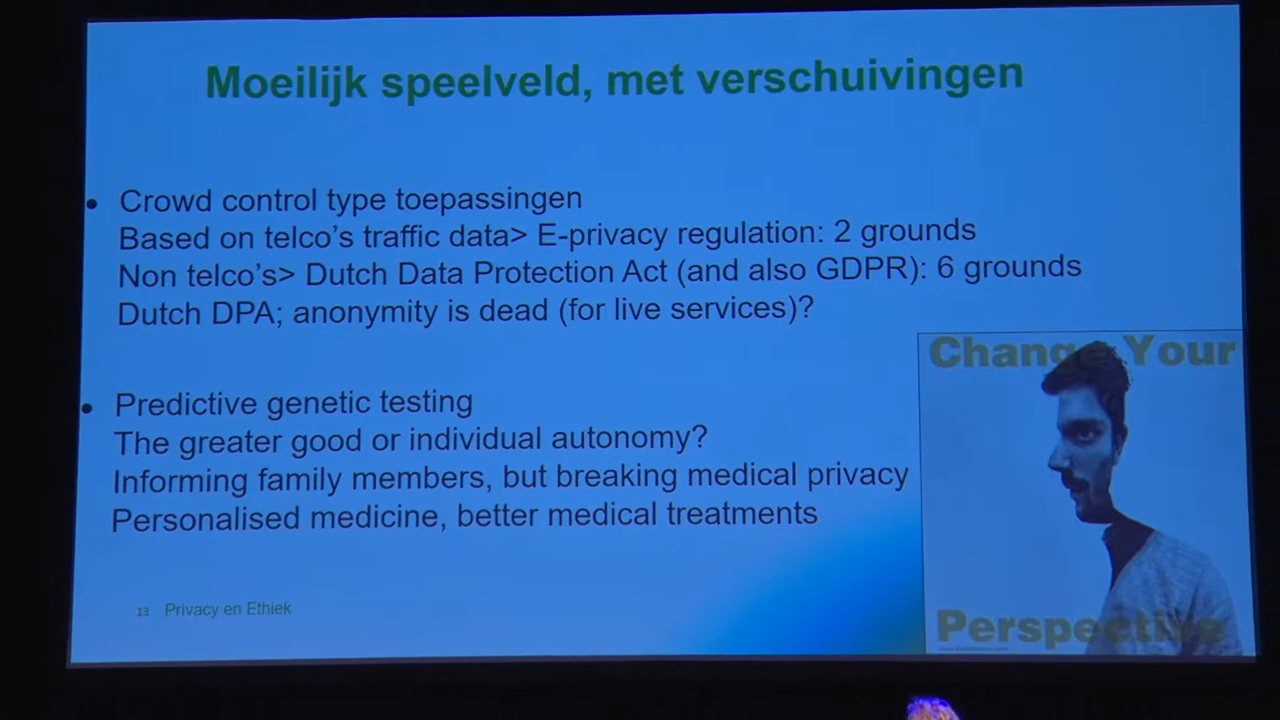 Moeilijk speelveld, met verschuivingen
• Crowd control type toepassingen
Based on telco's traffic data> E-privacy regulation: 2 grounds
Non telco's> Dutch Data Protection Act (and also GDPR): 6 grounds
Dutch DPA; anonymity is dead (for live services)?
• Predictive genetic testing
The greater good or individual autonomy?
Informing family members, but breaking medical privacy
Personalised medicine, better medical treatments
Change Your
Perspective
13 Privacy en Ethiek